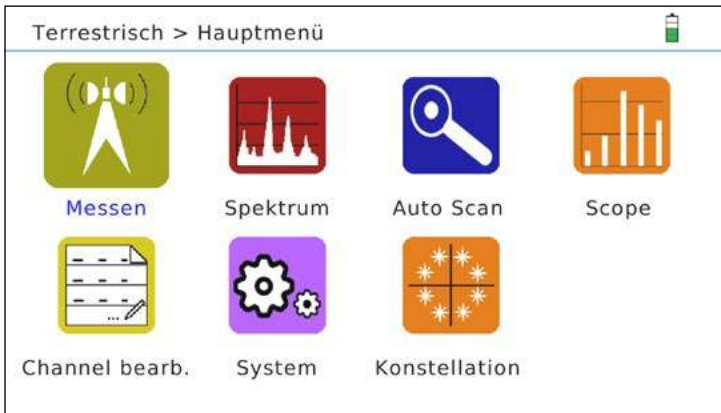 Terrestrisch > Hauptmenü
Messen Spektrum Auto Scan Scope
Channel bearb. System Konstellation